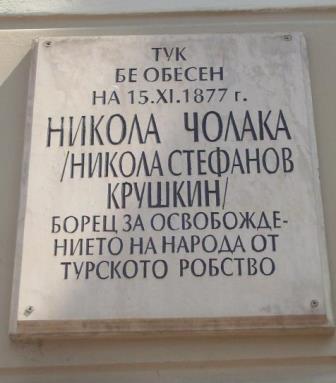 ТУК
БЕ ОБЕСЕН
НА 15.XI.1877 г.
НИКОЛА ЧОЛАКА
/НИКОЛА СТЕФАНОВ
КРУШКИН/
БОРЕЦ ЗА ОСВОБОЖДЕ-
НИЕТО НА НАРОДА ОТ
ТУРСКОТО РОБСТВО